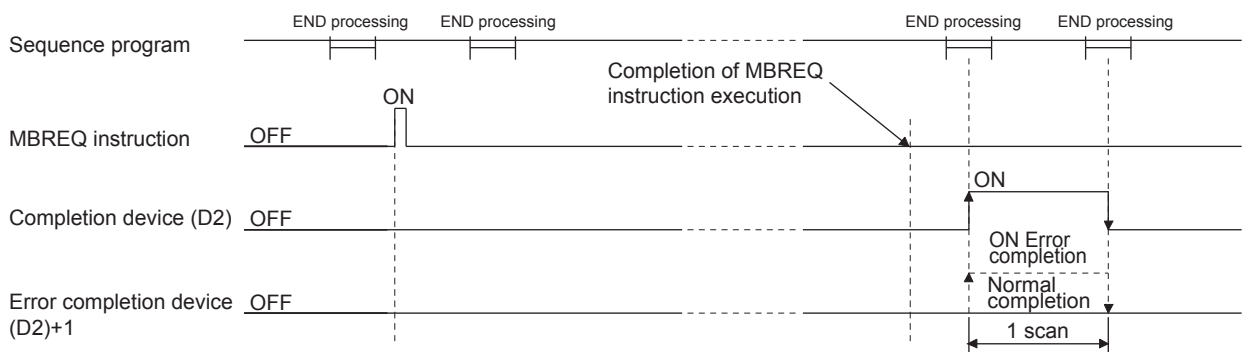 END processing
END processing
END processing
END processing
Sequence program
Completion of MBREQ
instruction execution
ON
MBREQ instruction
OFF
ON
Completion device (D2)
OFF
ON Error
completion
Normal
completion
Error completion device
(D2)+1
OFF
1 scan